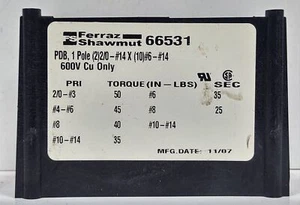 Ferraz Shawmut 66531
PDB, 1 Pole (2)2/0-#14 X (10)#6-#14
600V Cu Only
PRI TORQUE(IN-LBS) SEC
2/0-#3 50 #6 35
#4-#6 45 #8 25
#8 40 #10-#14
#10-#14 35
MFG.DATE: 11/07